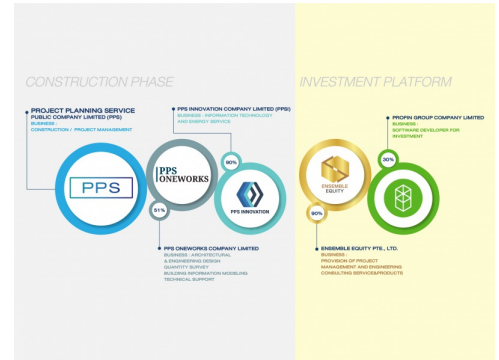 CONSTRUCTION PHASE
INVESTMENT PLATFORM
PROJECT PLANNING SERVICE
PUBLIC COMPANY LIMITED (PPS)
BUSINESS :
CONSTRUCTION / PROJECT MANAGEMENT
PPS INNOVATION COMPANY LIMITED (PPSI)
BUSINESS : INFORMATION TECHNOLOGY
AND ENERGY SERVICE
PROFIN GROUP COMPANY LIMITED
BUSINESS :
SOFTWARE DEVELOPER FOR
INVESTMENT
PPS
PPS
ONEWORKS
51%
90%
PPS INNOVATION
ENSEMBLE
EQUITY
90%
30%
PPS ONEWORKS COMPANY LIMITED
BUSINESS : ARCHITECTURAL
& ENGINEERING DESIGN
QUANTITY SURVEY
BUILDING INFORMATION MODELING
TECHNICAL SUPPORT
ENSEMBLE EQUITY PTE., LTD.
BUSINESS :
PROVISION OF PROJECT
MANAGEMENT AND ENGINEERING
CONSULTING SERVICE&PRODUCTS